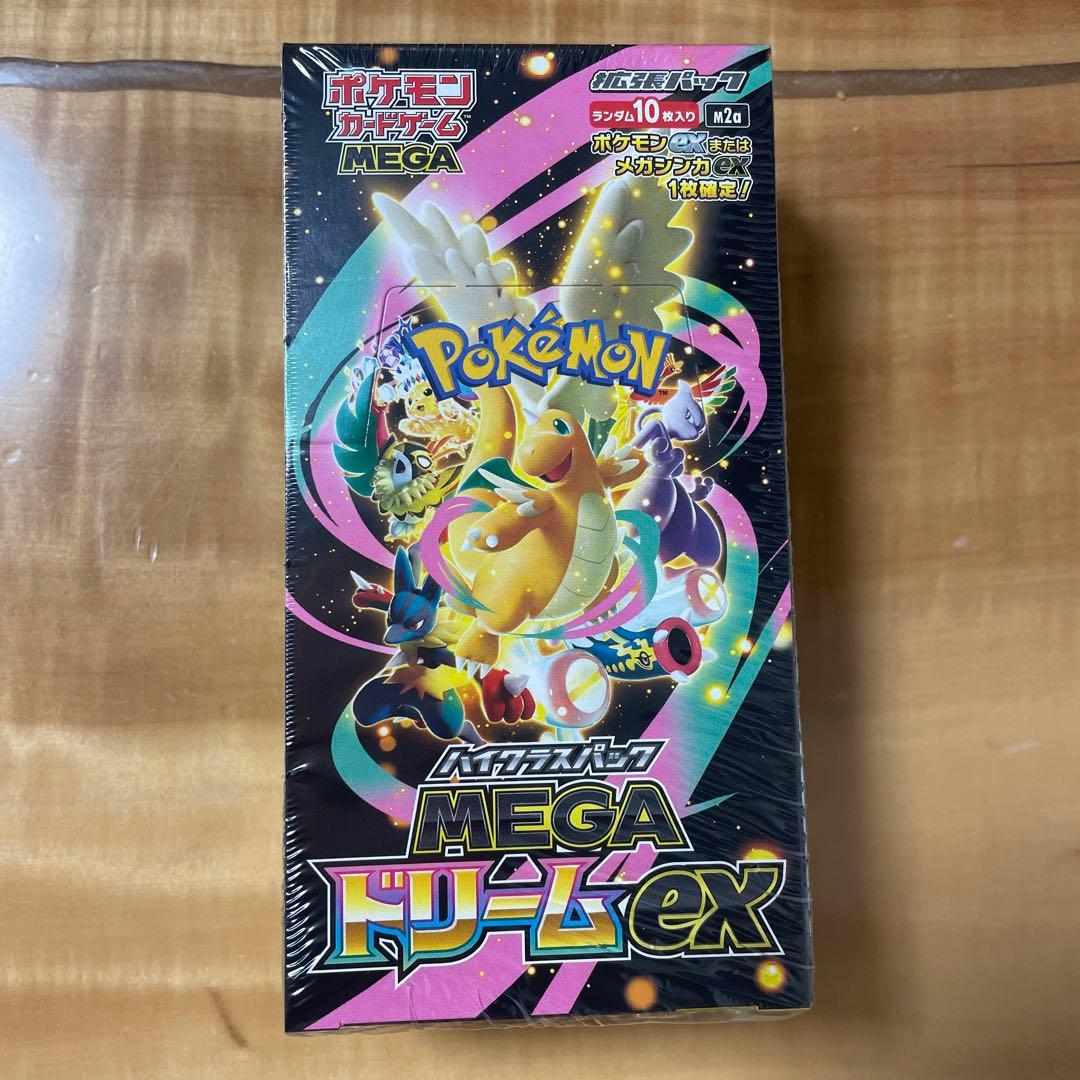 ポケモン
カードゲーム™
MEGA
拡張パック
ランダム10枚入り M2a
ポケモンexまたは
メガシンカex
1枚確定!
POKéMON™
ハイクラスパック
MEGA
ドリームex